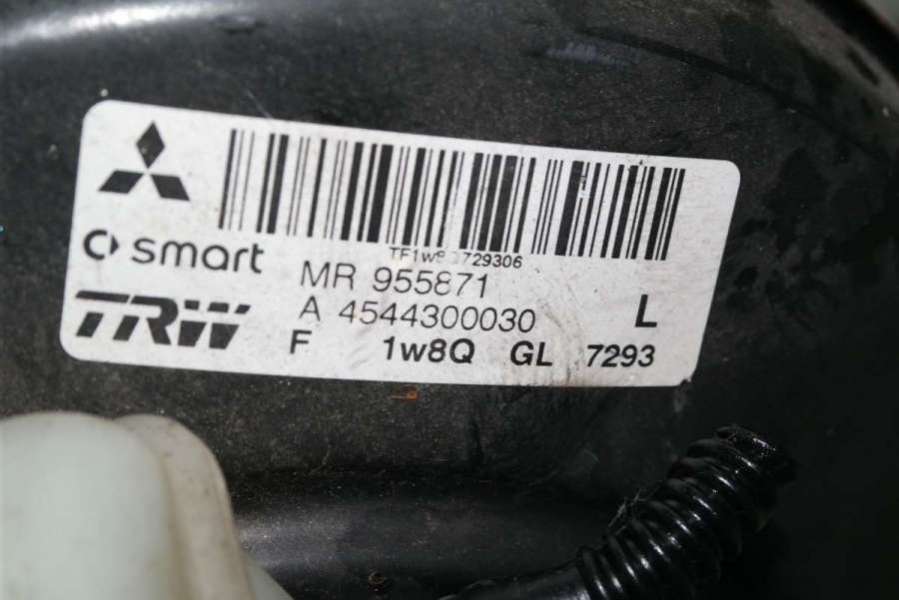 smart
TRW
MR 955871
A 4544300030
L
F 1w8Q GL 7293